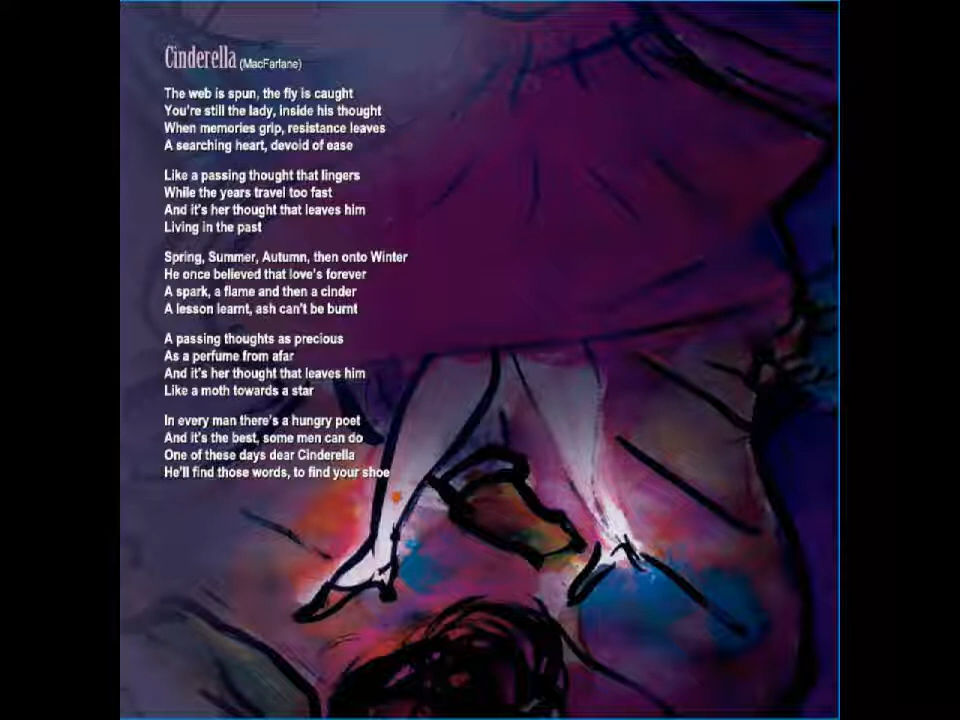 Cinderella (MacFarlane)
The web is spun, the fly is caught
You're still the lady, inside his thought
When memories grip, resistance leaves
A searching heart, devoid of ease
Like a passing thought that lingers
While the years travel too fast
And it's her thought that leaves him
Living in the past
Spring, Summer, Autumn, then onto Winter
He once believed that love's forever
A spark, a flame and then a cinder
A lesson learnt, ash can't be burnt
A passing thoughts as precious
As a perfume from afar
And it's her thought that leaves him
Like a moth towards a star
In every man there's a hungry poet
And it's the best, some men can do
One of these days dear Cinderella
He'll find those words, to find your shoe